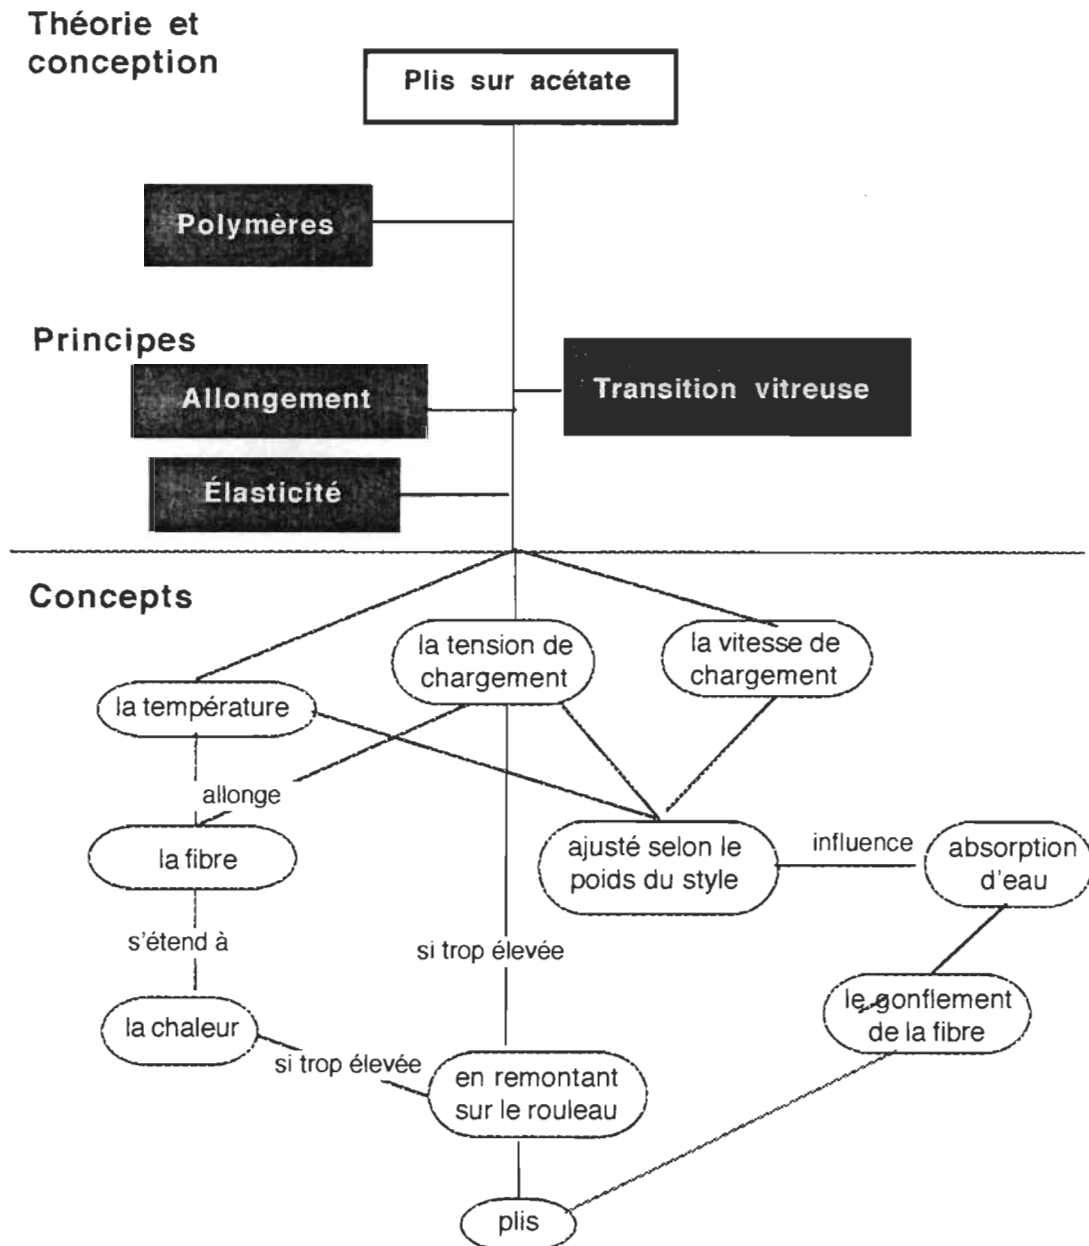 Théorie et
conception
Plis sur acétate
Polymères
Principes
Allongement
Transition vitreuse
Élasticité
Concepts
la tension de
chargement
la vitesse de
chargement
la température
allonge
la fibre
ajusté selon le
poids du style
influence
absorption
d'eau
s'étend à
si trop élevée
la chaleur
le gonflement
de la fibre
si trop élevée
en remontant
sur le rouleau
plis